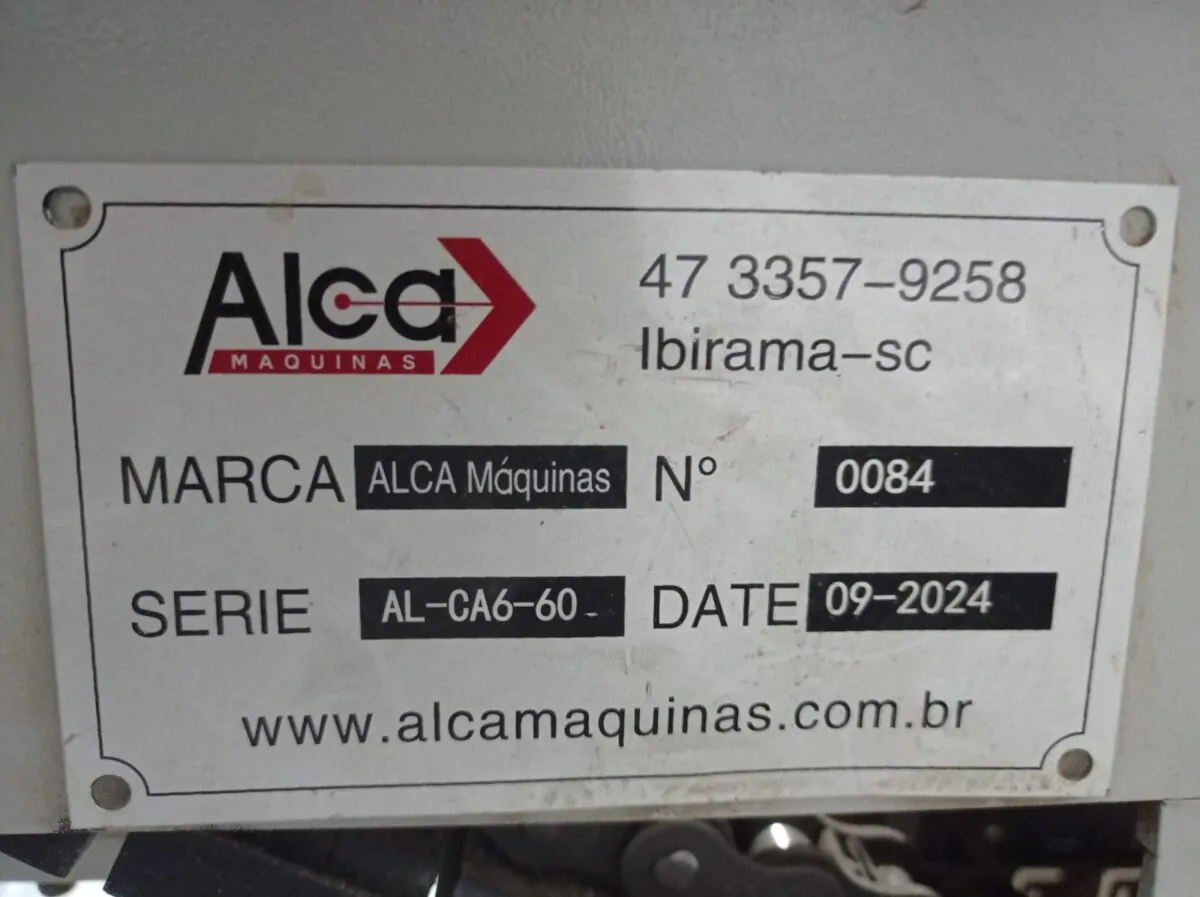 Alca
MAQUINAS
47 3357-9258
Ibirama-sc
MARCA ALCA Máquinas Nº 0084
SERIE AL-CA6-60- DATE 09-2024
www.alcamaquinas.com.br